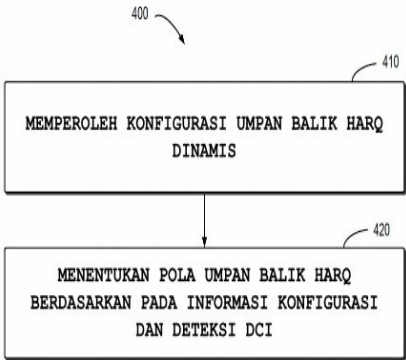 400
410
MEMPEROLEH KONFIGURASI UMPAN BALIK HARQ
DINAMIS
420
MENENTUKAN POLA UMPAN BALIK HARQ
BERDASARKAN PADA INFORMASI KONFIGURASI
DAN DETEKSI DCI